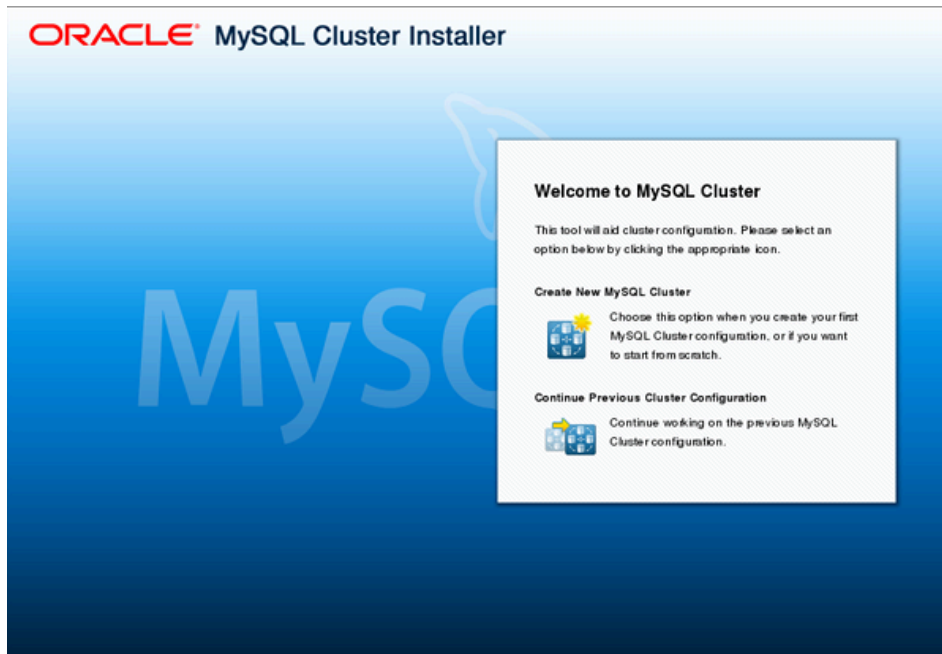 ORACLE® MySQL Cluster Installer
MySQ
Welcome to MySQL Cluster
This tool will aid cluster configuration. Please select an
option below by clicking the appropriate icon.
Create New MySQL Cluster
Choose this option when you create your first
MySQL Cluster configuration, or if you want
to start from scratch.
Continue Previous Cluster Configuration
Continue working on the previous MySQL
Cluster configuration.